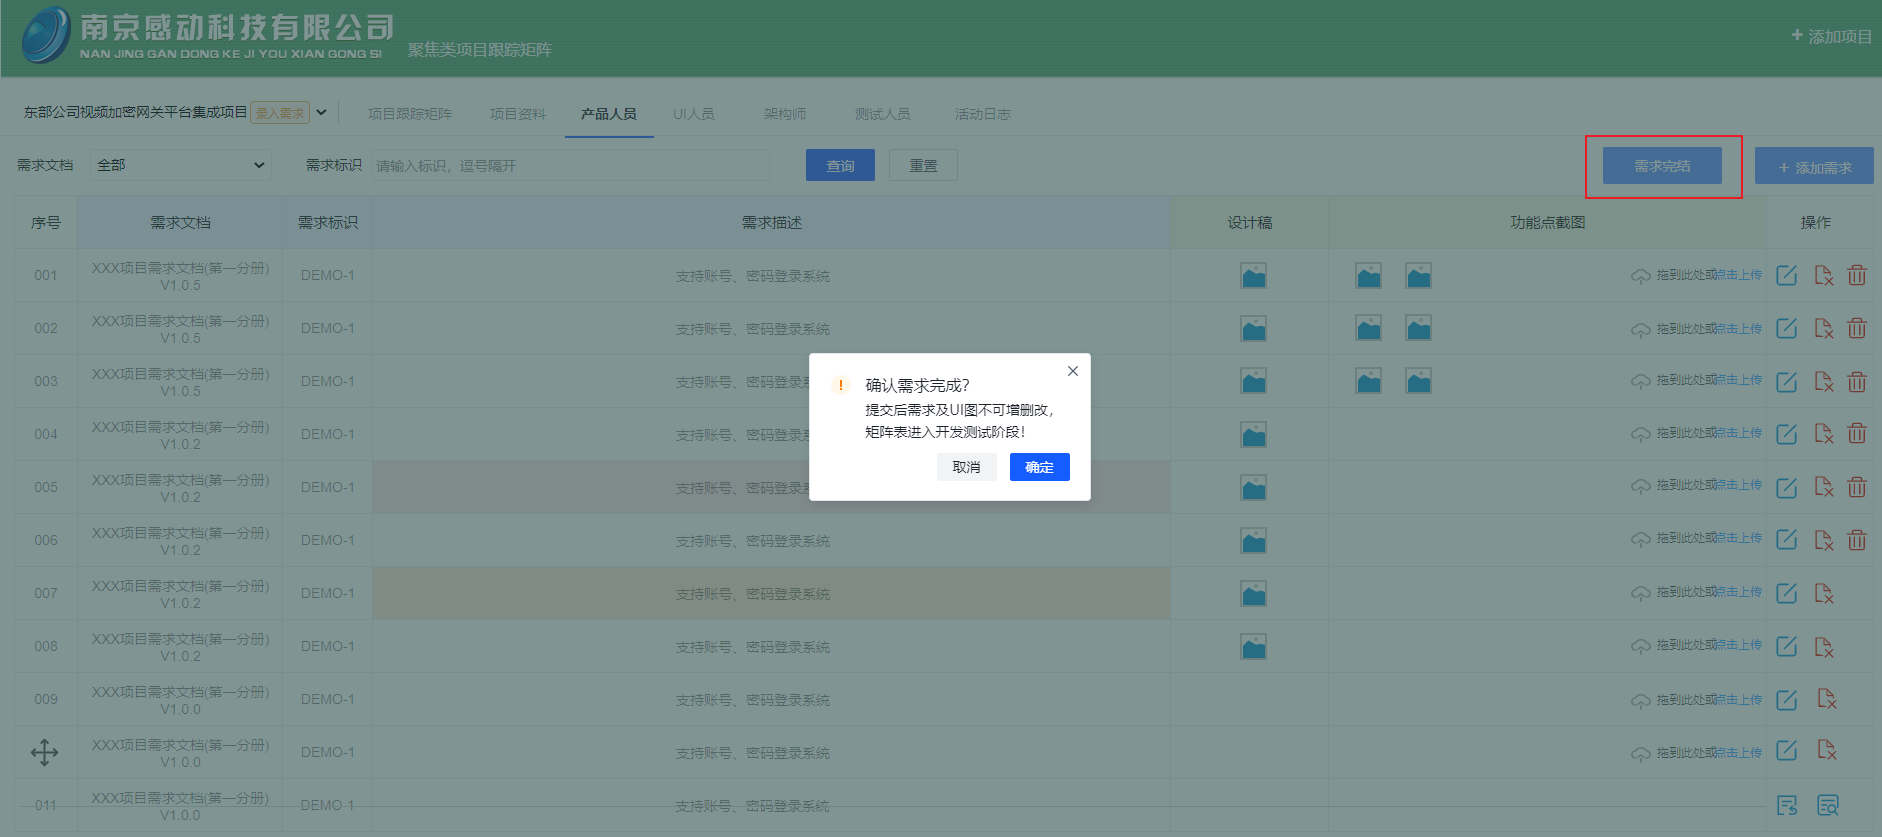 南京感动科技有限公司
NAN JING GAN DONG KE JI YOU XIAN GONG SI
聚焦类项目跟踪矩阵
+ 添加项目
东部公司视频加密网关平台集成项目 录入需求
项目跟踪矩阵 项目资料 产品人员 UI人员 架构师 测试人员 活动日志
需求文档 全部 需求标识 请输入标识，逗号隔开 查询 重置 需求完结 + 添加需求
序号 需求文档 需求标识 需求描述 设计稿 功能点截图 操作
001 XXX项目需求文档(第一分册) V1.0.5 DEMO-1 支持账号、密码登录系统 拖到此处或点击上传
002 XXX项目需求文档(第一分册) V1.0.5 DEMO-1 支持账号、密码登录系统 拖到此处或点击上传
003 XXX项目需求文档(第一分册) V1.0.5 DEMO-1 支持账号、密码登录 拖到此处或点击上传
004 XXX项目需求文档(第一分册) V1.0.2 DEMO-1 支持账号、密码登录 拖到此处或点击上传
005 XXX项目需求文档(第一分册) V1.0.2 DEMO-1 支持账号、密码登录 拖到此处或点击上传
006 XXX项目需求文档(第一分册) V1.0.2 DEMO-1 支持账号、密码登录系统 拖到此处或点击上传
007 XXX项目需求文档(第一分册) V1.0.2 DEMO-1 支持账号、密码登录系统 拖到此处或点击上传
008 XXX项目需求文档(第一分册) V1.0.2 DEMO-1 支持账号、密码登录系统 拖到此处或点击上传
009 XXX项目需求文档(第一分册) V1.0.0 DEMO-1 支持账号、密码登录系统 拖到此处或点击上传
XXX项目需求文档(第一分册) V1.0.0 DEMO-1 支持账号、密码登录系统 拖到此处或点击上传
011 XXX项目需求文档(第一分册) V1.0.0 DEMO-1 支持账号、密码登录系统
确认需求完成?
提交后需求及UI图不可增删改，
矩阵表进入开发测试阶段！
取消 确定